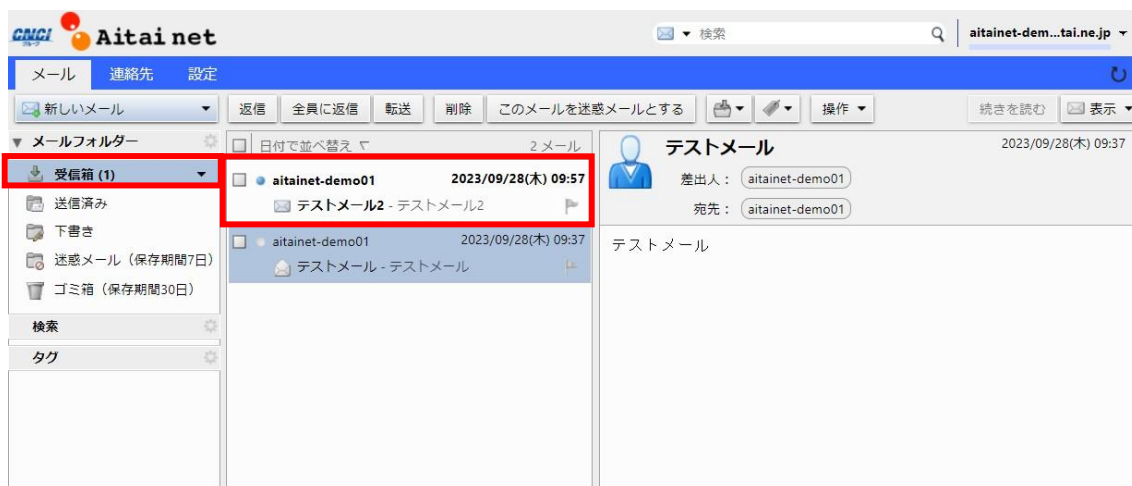 CNCI
グループ
Aitai net
検索
aitainet-dem...tai.ne.jp
メール 連絡先 設定
新しいメール 返信 全員に返信 転送 削除 このメールを迷惑メールとする 操作 続きを読む 表示
メールフォルダー
受信箱 (1)
送信済み
下書き
迷惑メール（保存期間7日）
ゴミ箱（保存期間30日）
検索
タグ
日付で並べ替え 2 メール
aitainet-demo01 2023/09/28(木) 09:57
テストメール2 - テストメール2
aitainet-demo01 2023/09/28(木) 09:37
テストメール - テストメール
テストメール 2023/09/28(木) 09:37
差出人： aitainet-demo01
宛先： aitainet-demo01
テストメール